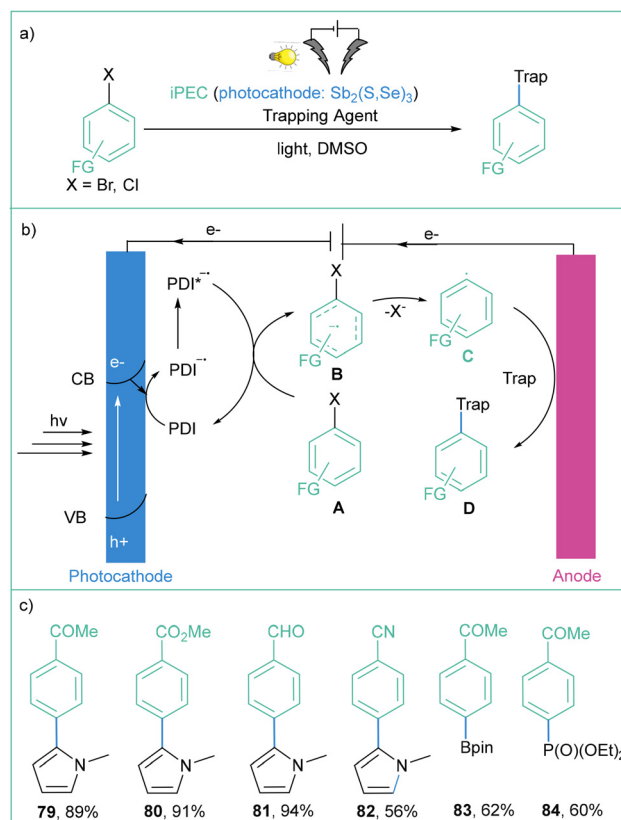 a)
X
FG
X = Br, Cl
iPEC (photocathode: Sb2(S,Se)3)
Trapping Agent
light, DMSO
Trap
FG
b)
e-
e-
PDI*−•
PDI−•
PDI
CB
e-
hv
VB
h+
Photocathode
X
−•
FG
B
-X-
•
FG
C
X
FG
A
Trap
Trap
FG
D
Anode
c)
COMe
N
79, 89%
CO2Me
N
80, 91%
CHO
N
81, 94%
CN
N
82, 56%
COMe
Bpin
83, 62%
COMe
P(O)(OEt)2
84, 60%